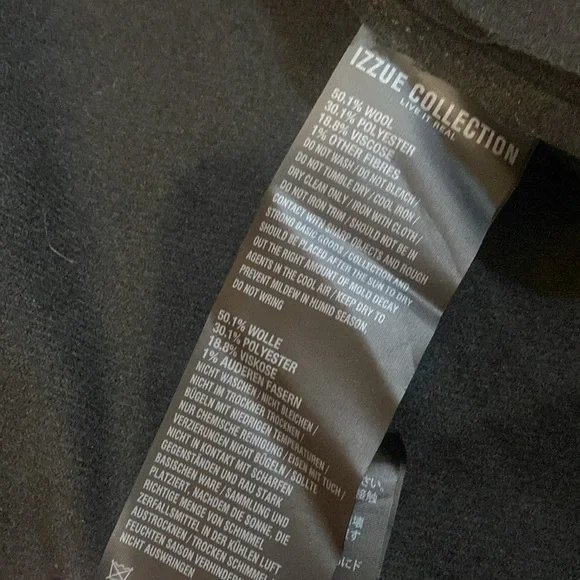 IZZUE COLLECTION
LIVE IT REAL
50.1% WOOL
30.1% POLYESTER
18.8% VISCOSE
1% OTHER FIBRES
DO NOT WASH / DO NOT BLEACH /
DO NOT TUMBLE DRY / COOL IRON /
DRY CLEAN ONLY / IRON WITH CLOTH /
DO NOT IRON TRIM / SHOULD NOT BE IN
CONTACT WITH SHARP OBJECTS AND ROUGH
STRONG BASIC GOODS / COLLECTION AND
SHOULD BE PLACED AFTER THE SUN TO DRY
OUT THE RIGHT AMOUNT OF MOLD DECAY
AGENTS IN THE COOL AIR / KEEP DRY TO
PREVENT MILDEW IN HUMID SEASON.
DO NOT WRING
50.1% WOLLE
30.1% POLYESTER
18.8% VISKOSE
1% AUDEREN FASERN
NICHT WASCHEN / NICHT BLEICHEN /
NICHT IM TROCKNER TROCKNEN /
BÜGELN MIT NIEDRIGEN TEMPERATUREN /
NUR CHEMISCHE REINIGUNG / EISEN MIT TUCH /
VERZIERUNGEN NICHT BÜGELN / SOLLTE
NICHT IN KONTAKT MIT SCHARFEN
GEGENSTÄNDEN UND RAU STARK
BASISCHEN WARE / SAMMLUNG UND
PLATZIERT, NACHDEM DIE SONNE, DIE
RICHTIGE MENGE VON SCHIMMEL
ZERFALLSMITTEL IN DER KÜHLEN LUFT
AUSTROCKNEN / TROCKEN SCHIMMEL
FEUCHTEN SAISON VERHINDERN
NICHT AUSWRINGEN